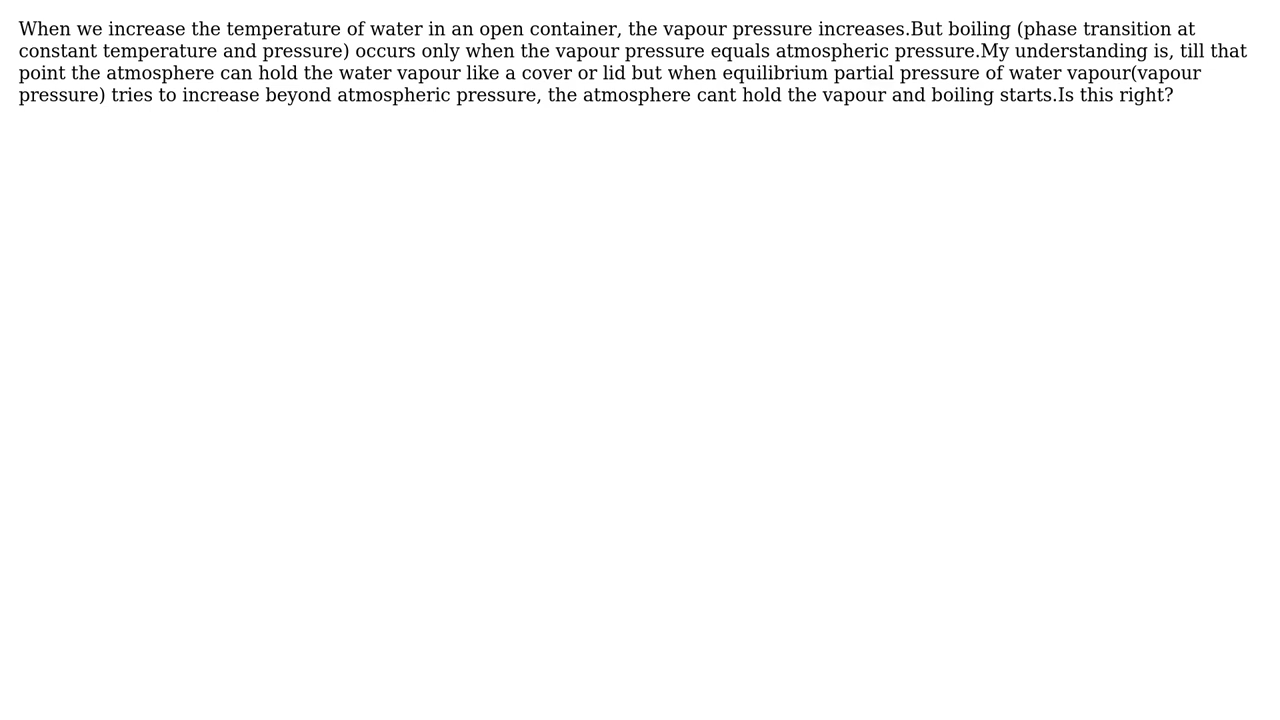 When we increase the temperature of water in an open container, the vapour pressure increases.But boiling (phase transition at
constant temperature and pressure) occurs only when the vapour pressure equals atmospheric pressure.My understanding is, till that
point the atmosphere can hold the water vapour like a cover or lid but when equilibrium partial pressure of water vapour(vapour
pressure) tries to increase beyond atmospheric pressure, the atmosphere cant hold the vapour and boiling starts.Is this right?